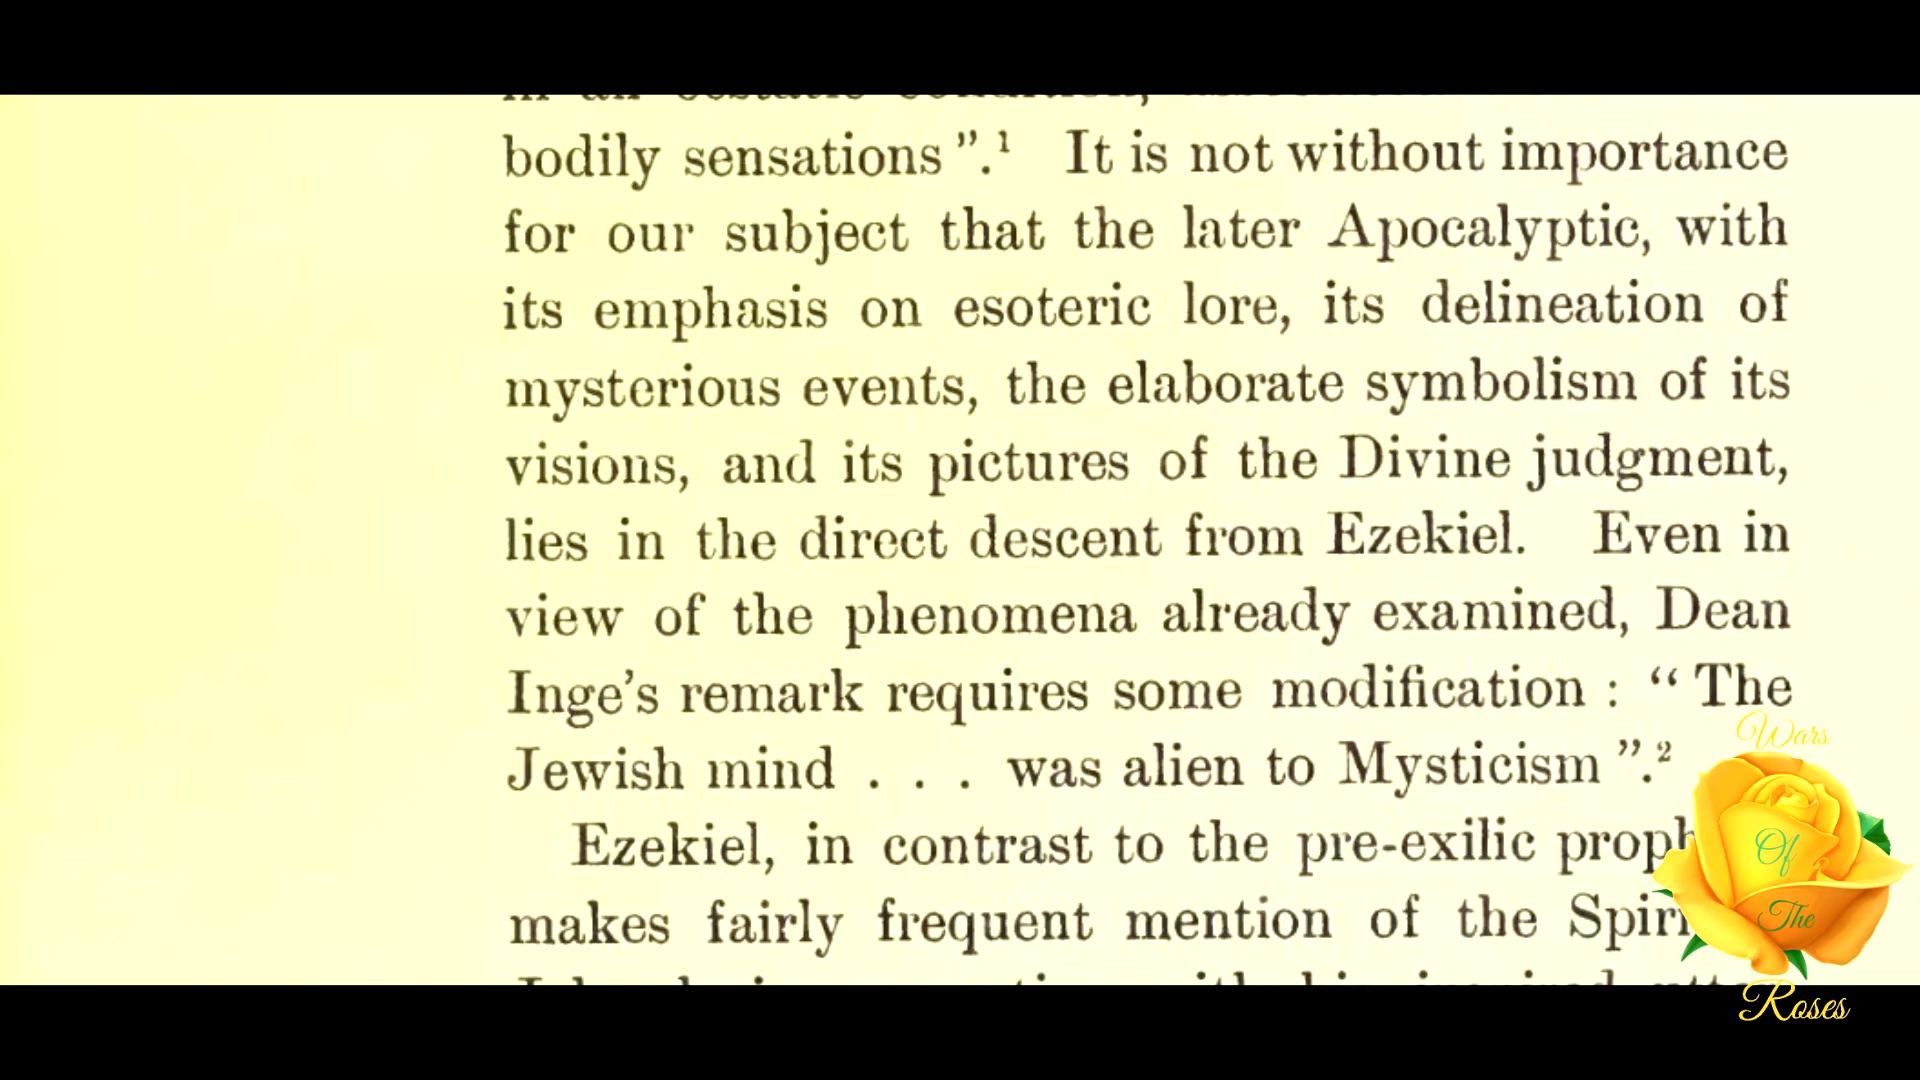 bodily sensations ”.¹ It is not without importance
for our subject that the later Apocalyptic, with
its emphasis on esoteric lore, its delineation of
mysterious events, the elaborate symbolism of its
visions, and its pictures of the Divine judgment,
lies in the direct descent from Ezekiel. Even in
view of the phenomena already examined, Dean
Inge’s remark requires some modification : “ The
Jewish mind . . . was alien to Mysticism ”.²
Ezekiel, in contrast to the pre-exilic
makes fairly frequent mention of the
Wars
Of
The
Roses